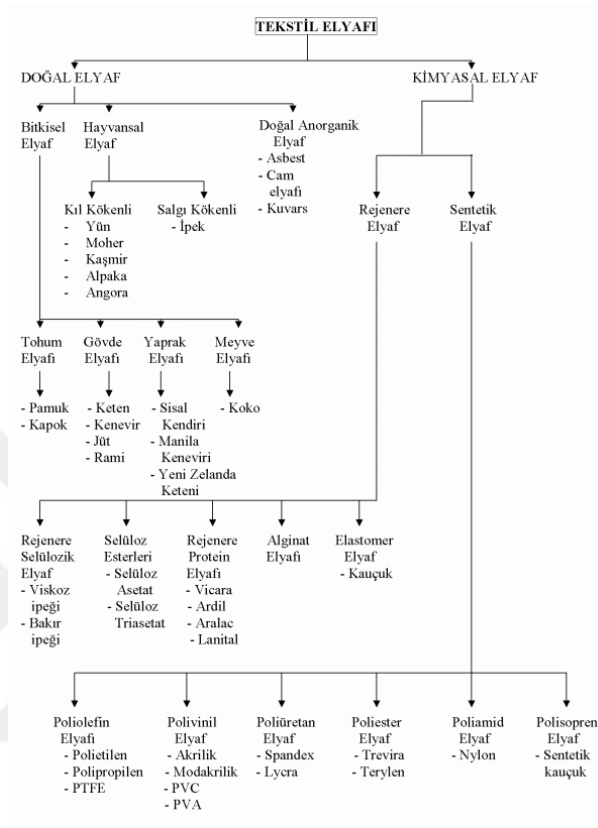 TEKSTİL ELYAFI
DOĞAL ELYAF
KİMYASAL ELYAF
Bitkisel
Elyaf
Hayvansal
Elyaf
Doğal Anorganik
Elyaf
- Asbest
- Cam
elyafı
- Kuvars
Kıl Kökenli
- Yün
- Moher
- Kaşmir
- Alpaka
- Angora
Salgı Kökenli
- İpek
Rejenere
Elyaf
Sentetik
Elyaf
Tohum
Elyafı
- Pamuk
- Kapok
Gövde
Elyafı
- Keten
- Kenevir
- Jüt
- Rami
Yaprak
Elyafı
- Sisal
Kendiri
- Manila
Keneviri
- Yeni Zelanda
Keteni
Meyve
Elyafı
- Koko
Rejenere
Selülozik
Elyaf
- Viskoz
ipeği
- Bakır
ipeği
Selüloz
Esterleri
- Selüloz
Asetat
- Selüloz
Triasetat
Rejenere
Protein
Elyafı
- Vicara
- Ardil
- Aralac
- Lanital
Alginat
Elyafı
Elastomer
Elyaf
- Kauçuk
Poliolefin
Elyafı
- Polietilen
- Polipropilen
- PTFE
Polivinil
Elyaf
- Akrilik
- Modakrilik
- PVC
- PVA
Poliüretan
Elyaf
- Spandex
- Lycra
Poliester
Elyaf
- Trevira
- Terylen
Poliamid
Elyaf
- Nylon
Polisopren
Elyaf
- Sentetik
kauçuk